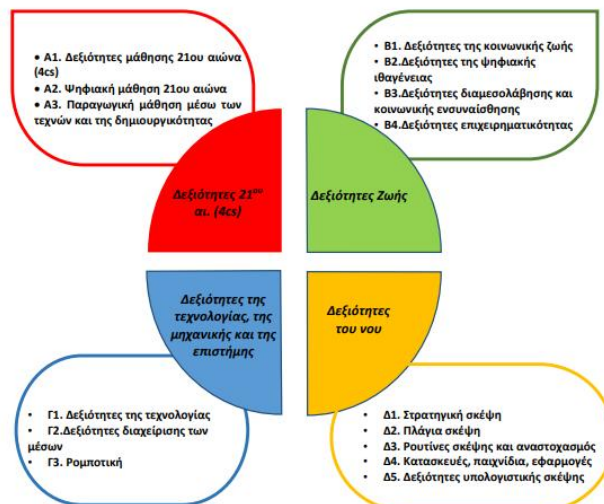 • Α1. Δεξιότητες μάθησης 21ου αιώνα
(4cs)
• Α2. Ψηφιακή μάθηση 21ου αιώνα
• Α3. Παραγωγική μάθηση μέσω των
τεχνών και της δημιουργικότητας
• Β1. Δεξιότητες της κοινωνικής ζωής
• Β2.Δεξιότητες της ψηφιακής
ιθαγένειας
• Β3.Δεξιότητες διαμεσολάβησης και
κοινωνικής ενσυναίσθησης
• Β4.Δεξιότητες επιχειρηματικότητας
Δεξιότητες 21ου
αι. (4cs)
Δεξιότητες Ζωής
Δεξιότητες της
τεχνολογίας, της
μηχανικής και της
επιστήμης
Δεξιότητες
του νου
• Γ1. Δεξιότητες της τεχνολογίας
• Γ2.Δεξιότητες διαχείρισης των
μέσων
• Γ3. Ρομποτική
• Δ1. Στρατηγική σκέψη
• Δ2. Πλάγια σκέψη
• Δ3. Ρουτίνες σκέψης και αναστοχασμός
• Δ4. Κατασκευές, παιχνίδια, εφαρμογές
• Δ5. Δεξιότητες υπολογιστικής σκέψης